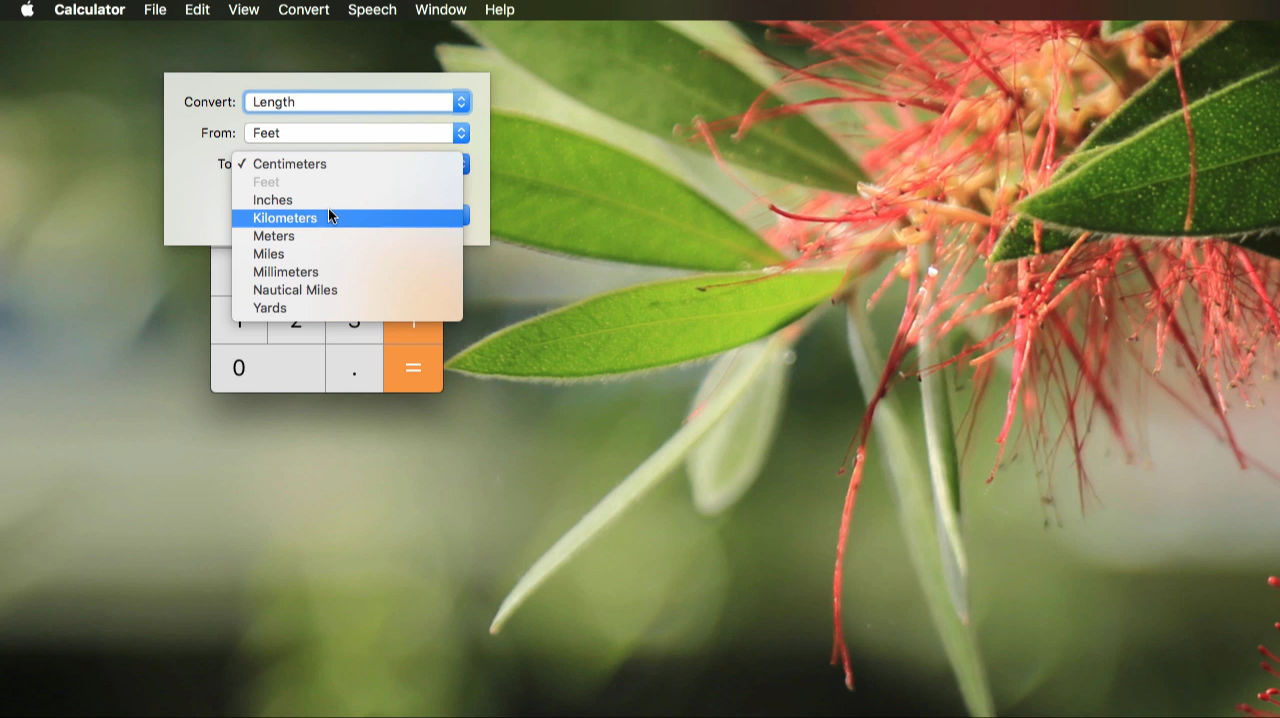 Calculator File Edit View Convert Speech Window Help
Convert: Length
From: Feet
To ✓ Centimeters
Feet
Inches
Kilometers
Meters
Miles
Millimeters
Nautical Miles
Yards
0 . =